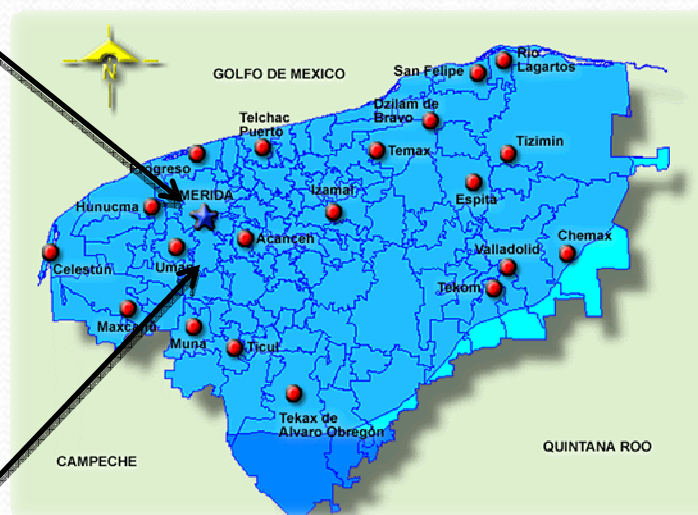 N
GOLFO DE MEXICO
San Felipe
Rio
Lagartos
Dzilam de
Bravo
Telchac
Puerto
Temax
Tizimin
Progreso
Espita
MERIDA
Izamal
Hunucma
Acanceh
Chemax
Valladolid
Uman
Celestún
Tekom
Maxcanú
Muna
Ticul
Tekax de
Alvaro Obregón
QUINTANA ROO
CAMPECHE